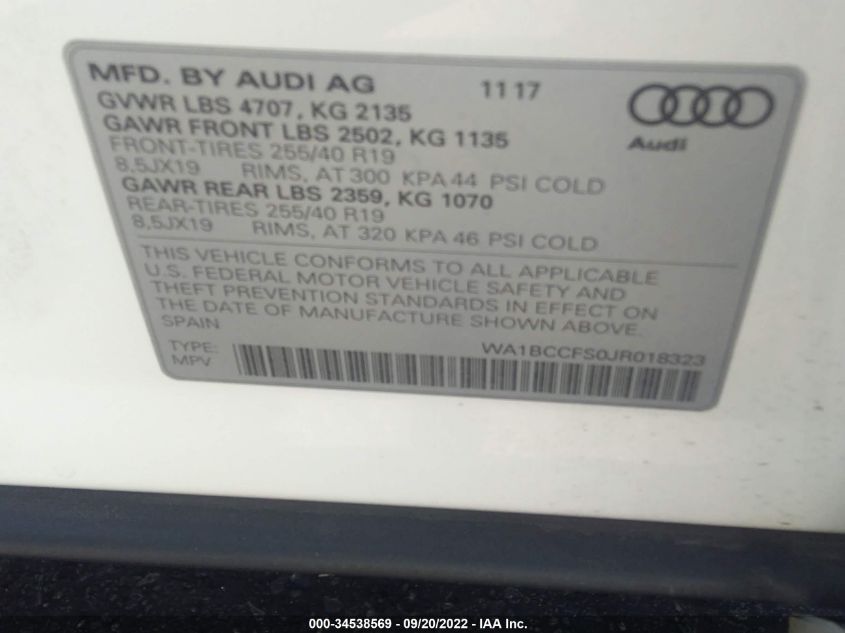 MFD. BY AUDI AG 11 17
GVWR LBS 4707, KG 2135
GAWR FRONT LBS 2502, KG 1135
FRONT-TIRES 255/40 R19
8,5JX19 RIMS, AT 300 KPA 44 PSI COLD
GAWR REAR LBS 2359, KG 1070
REAR-TIRES 255/40 R19
8,5JX19 RIMS, AT 320 KPA 46 PSI COLD
Audi
THIS VEHICLE CONFORMS TO ALL APPLICABLE
U.S. FEDERAL MOTOR VEHICLE SAFETY AND
THEFT PREVENTION STANDARDS IN EFFECT ON
THE DATE OF MANUFACTURE SHOWN ABOVE.
SPAIN
WA1BCCFS0JR018323
TYPE:
MPV
000-34538569 - 09/20/2022 - IAA Inc.